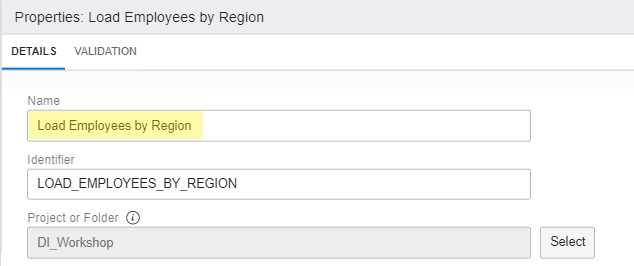 Properties: Load Employees by Region
DETAILS VALIDATION
Name
Load Employees by Region
Identifier
LOAD_EMPLOYEES_BY_REGION
Project or Folder i
DI_Workshop Select